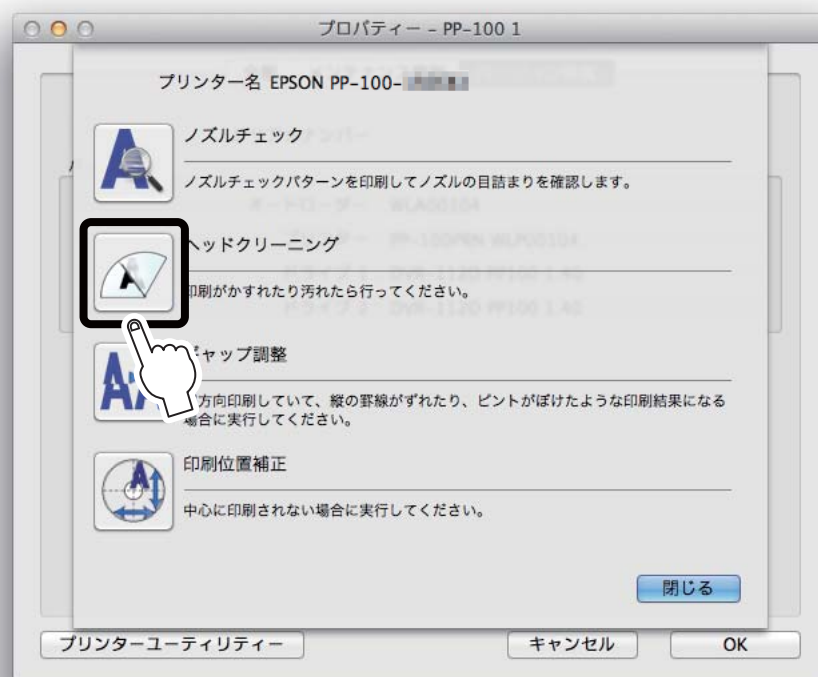 プロパティー – PP-100 1
プリンター名 EPSON PP-100-
ノズルチェック
ノズルチェックパターンを印刷してノズルの目詰まりを確認します。
ヘッドクリーニング
印刷がかすれたり汚れたら行ってください。
ギャップ調整
方向印刷していて、縦の罫線がずれたり、ピントがぼけたような印刷結果になる
場合に実行してください。
印刷位置補正
中心に印刷されない場合に実行してください。
閉じる
プリンターユーティリティー
キャンセル
OK